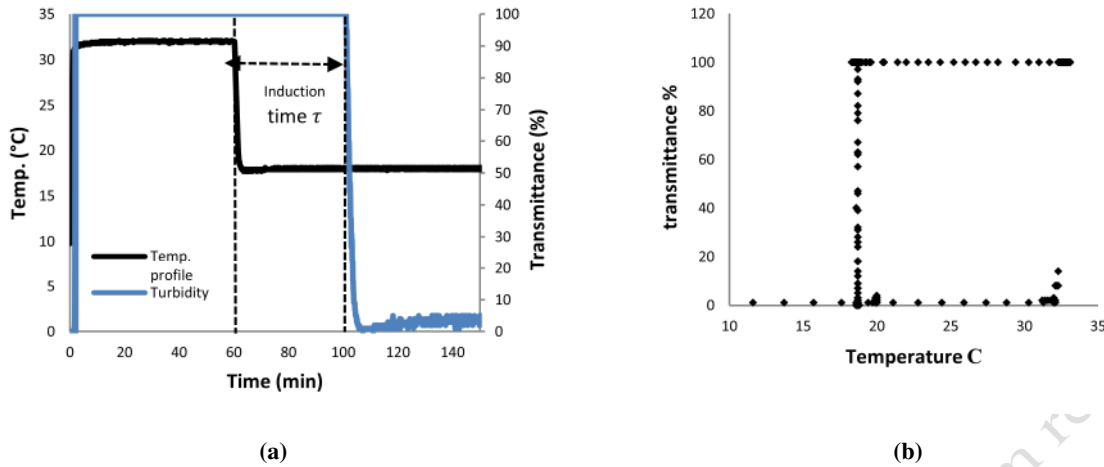 35
30
25
20
15
10
5
0
Temp. (°C)
0 20 40 60 80 100 120 140
Time (min)
100
90
80
70
60
50
40
30
20
10
0
Transmittance (%)
Induction
time τ
Temp.
profile
Turbidity
(a)
120
100
80
60
40
20
0
transmittance %
10 15 20 25 30 35
Temperature C
(b)